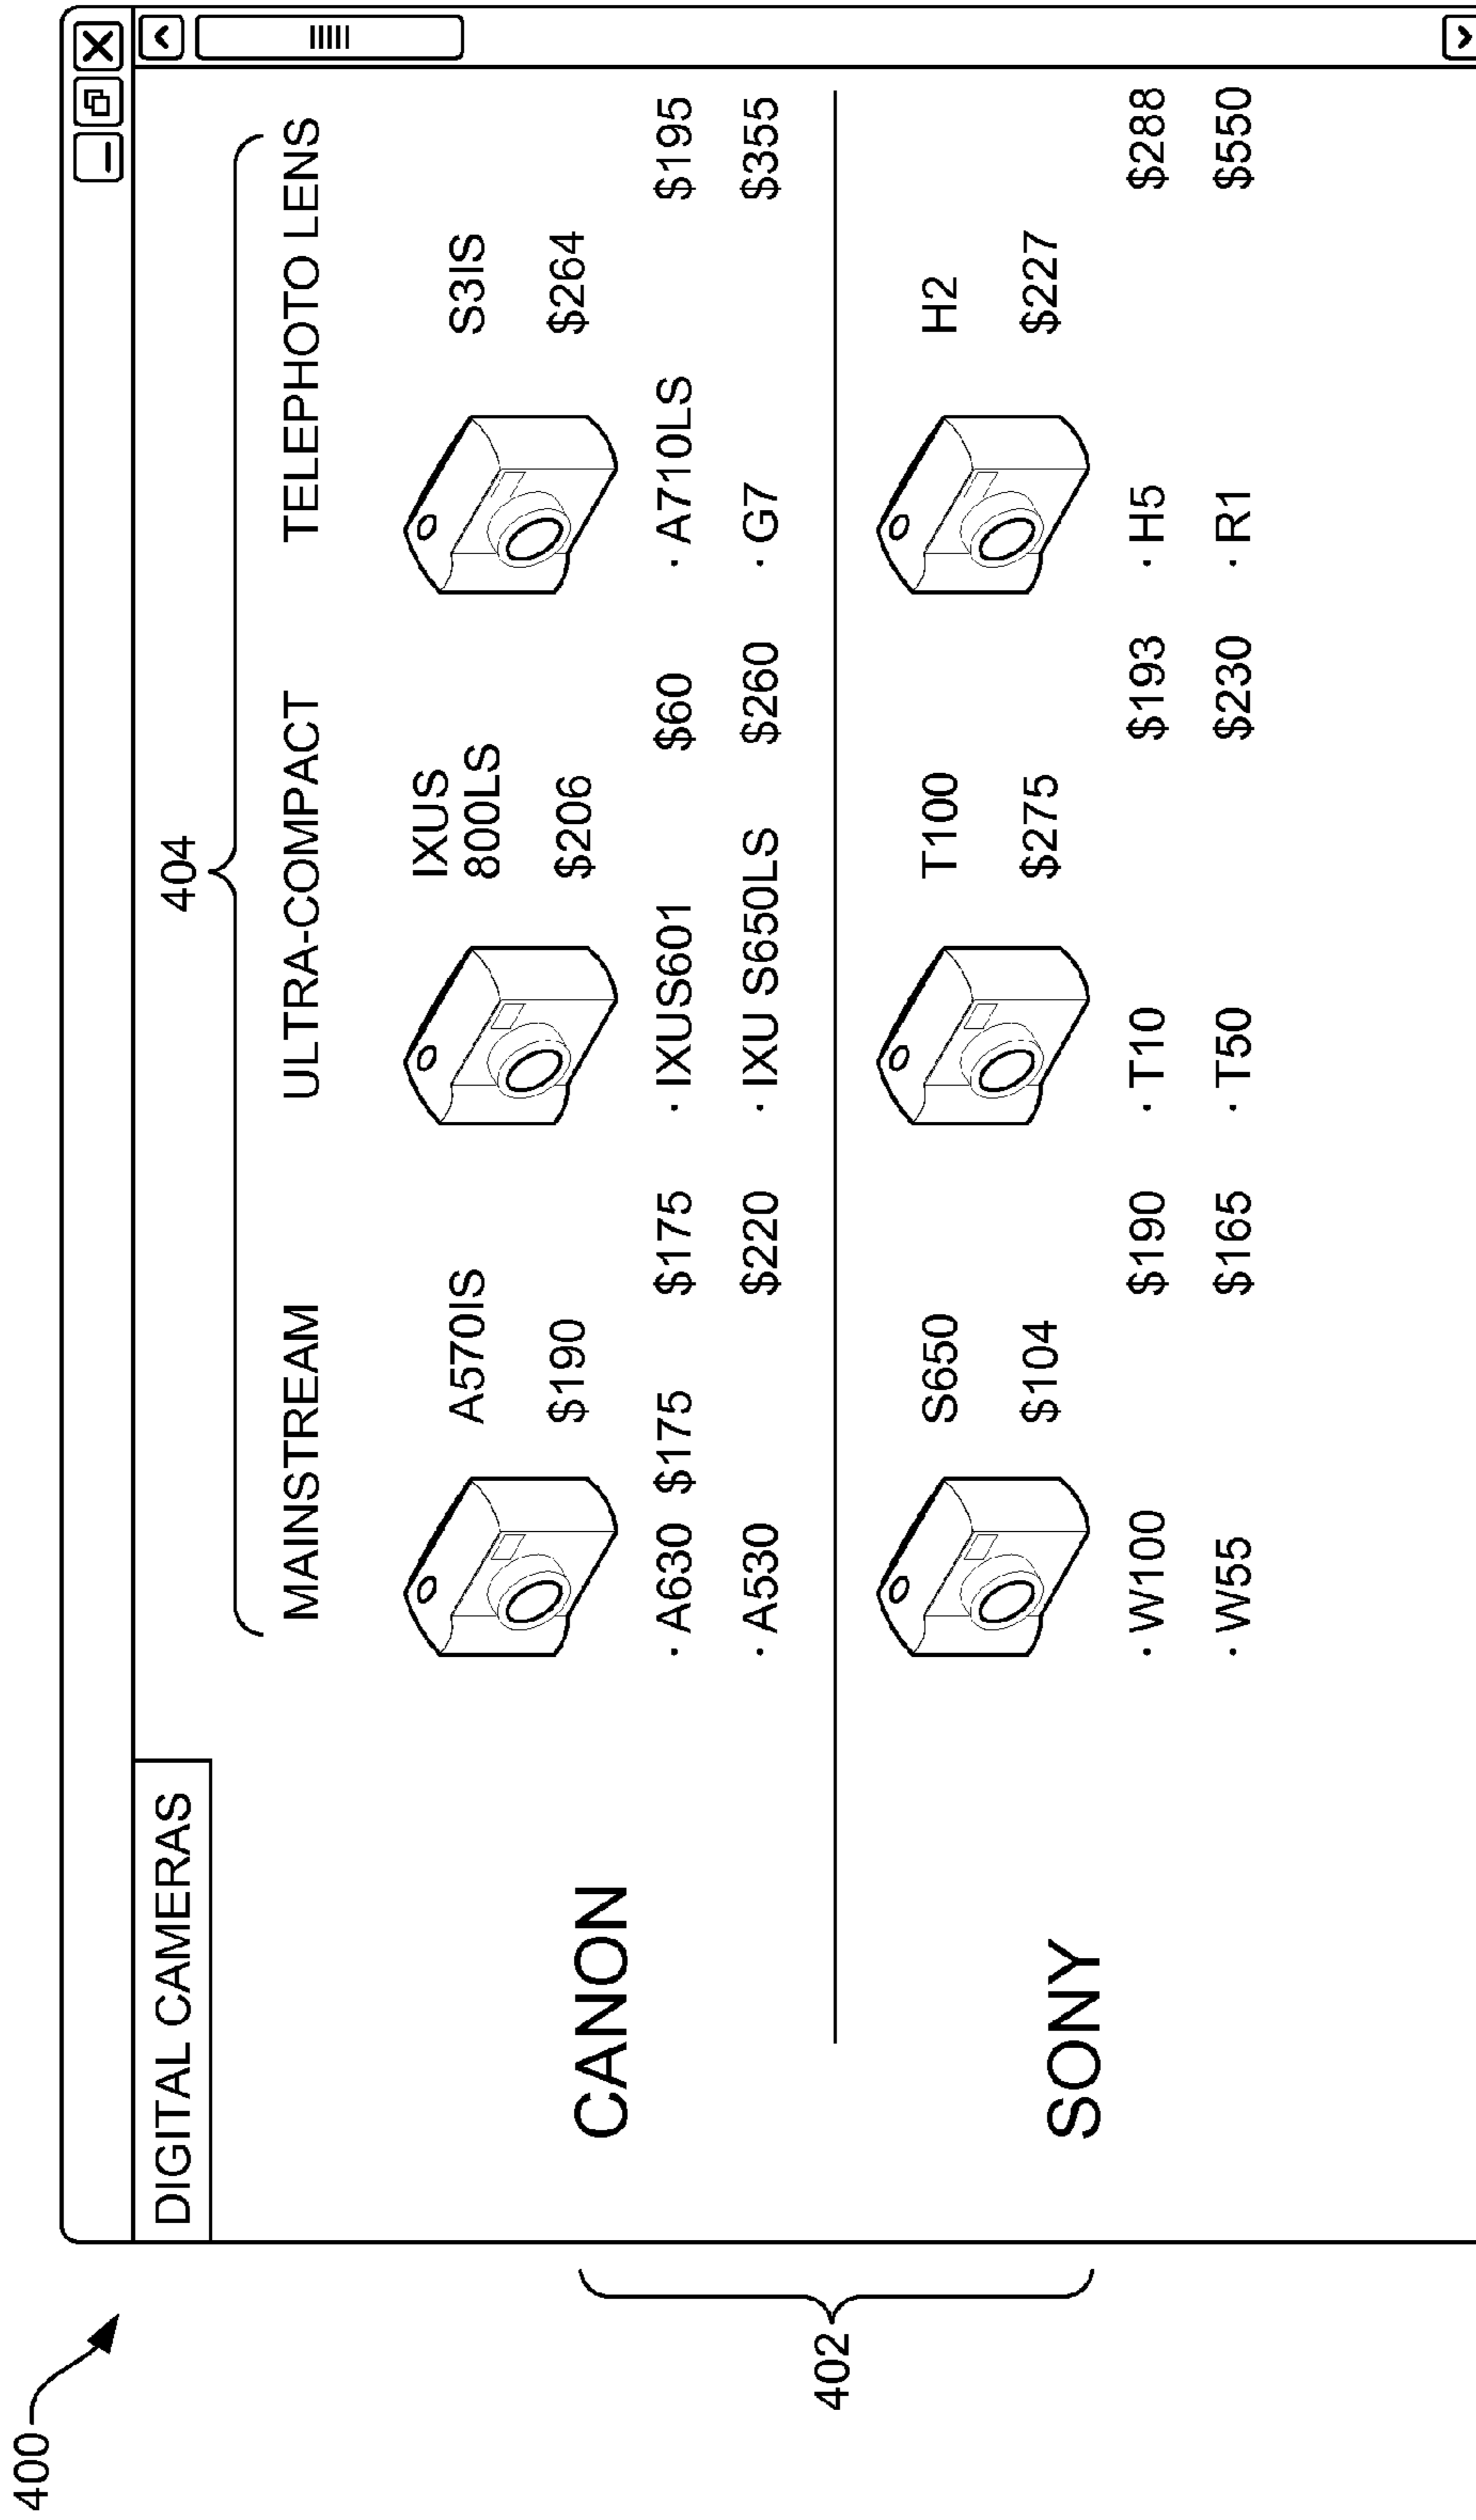 400
404
402
DIGITAL CAMERAS
MAINSTREAM ULTRA-COMPACT TELEPHOTO LENS
CANON
A570IS
$190
· A630 $175 $175
· A530 $220
IXUS
800LS
$206
· IXUS601 $60
· IXU S650LS $260
S3IS
$264
· A710LS $195
· G7 $355
SONY
S650
$104
· W100 $190
· W55 $165
T100
$275
· T10 $193
· T50 $230
H2
$227
· H5 $288
· R1 $550